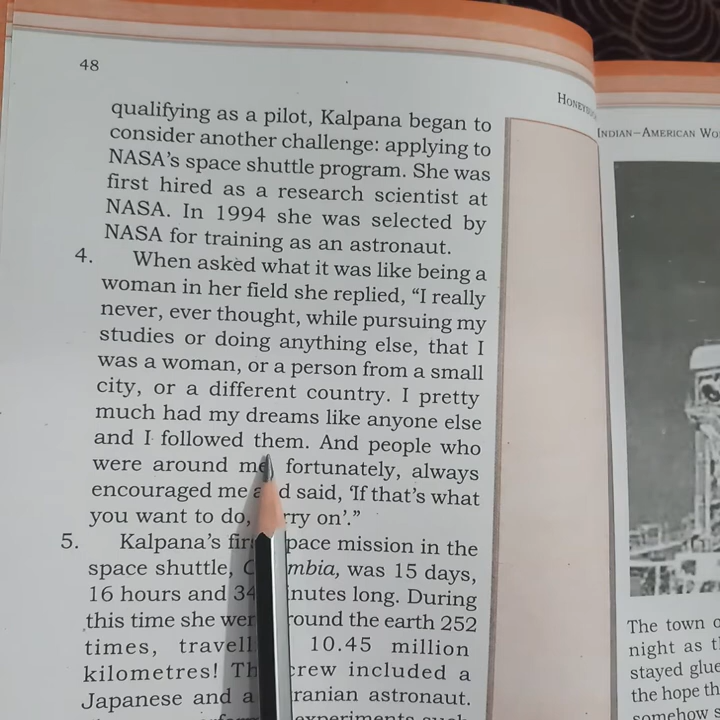 48
qualifying as a pilot, Kalpana began to
consider another challenge: applying to
NASA's space shuttle program. She was
first hired as a research scientist at
NASA. In 1994 she was selected by
NASA for training as an astronaut.
4. When asked what it was like being a
woman in her field she replied, "I really
never, ever thought, while pursuing my
studies or doing anything else, that I
was a woman, or a person from a small
city, or a different country. I pretty
much had my dreams like anyone else
and I followed them. And people who
were around me, fortunately, always
encouraged me and said, 'If that's what
you want to do, carry on'."
5. Kalpana's first space mission in the
space shuttle, Columbia, was 15 days,
16 hours and 34 minutes long. During
this time she went around the earth 252
times, travelling 10.45 million
kilometres! The crew included a
Japanese and a Ukranian astronaut.
experiments such
INDIAN-AMERICAN
The town
night as
stayed glue
the hope
somehow